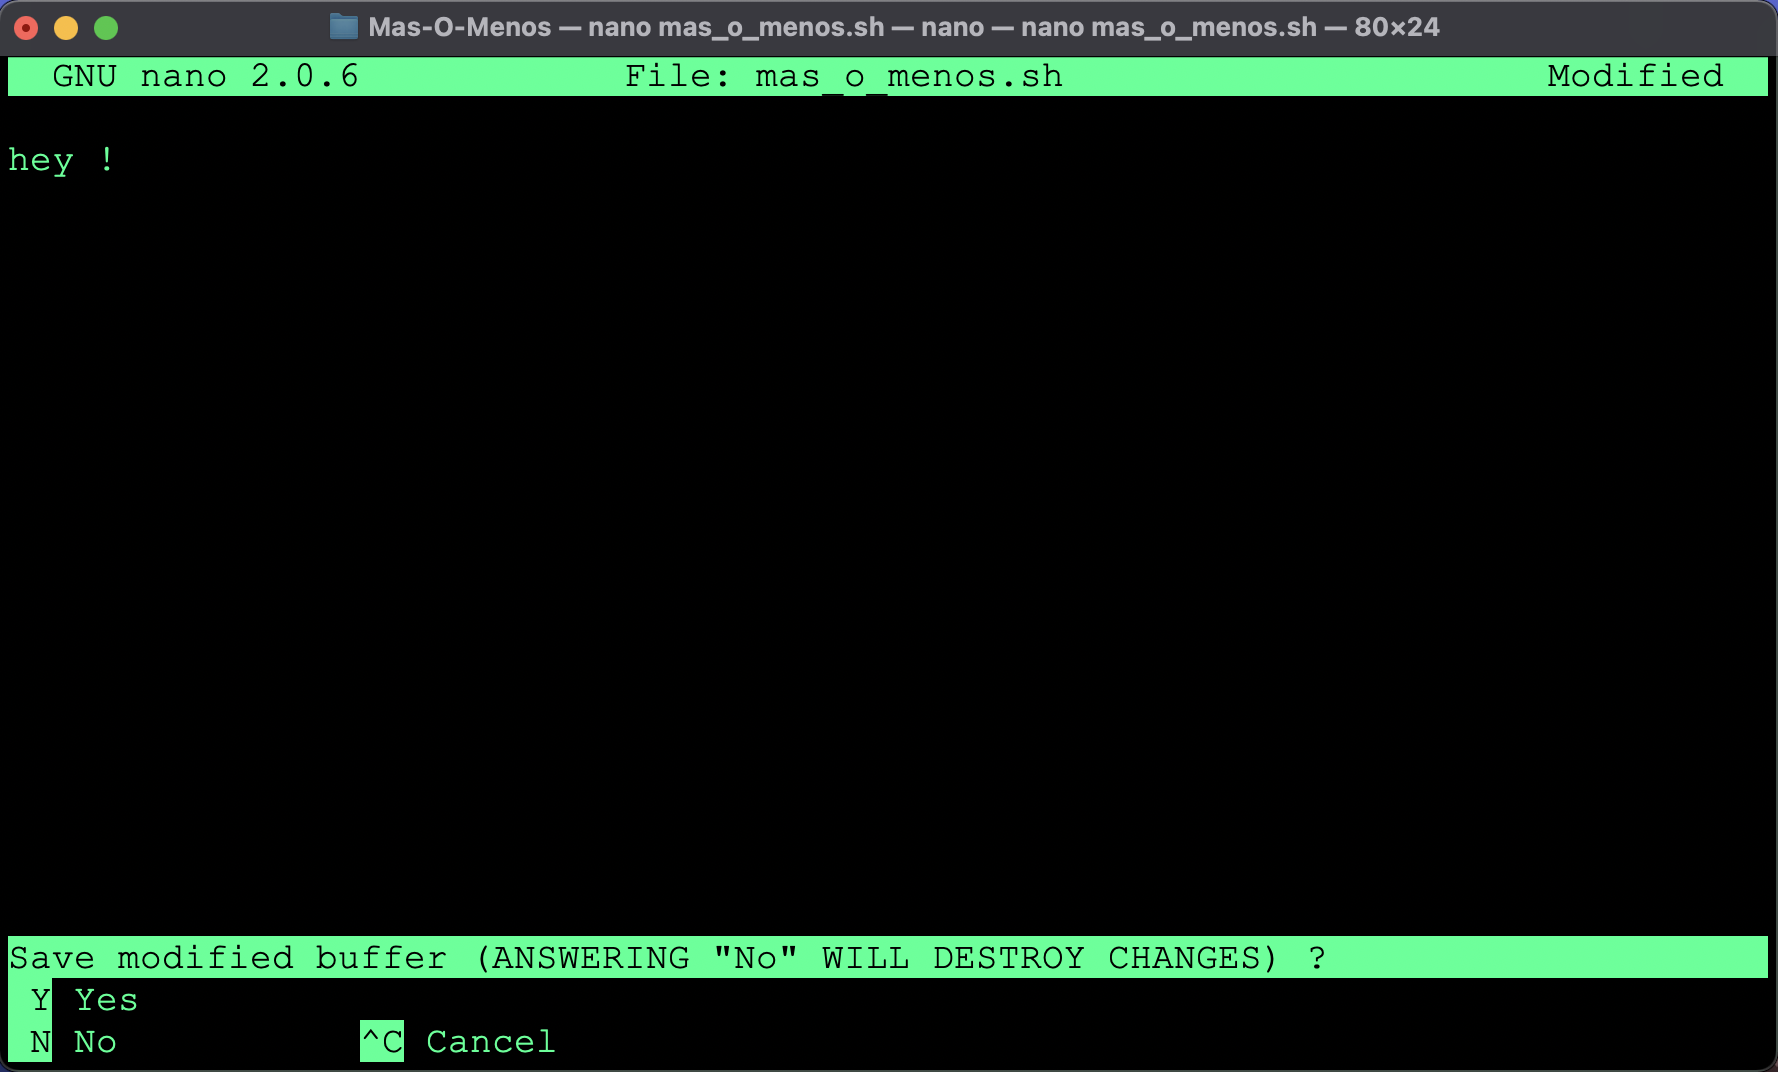 Mas-O-Menos — nano mas_o_menos.sh — nano — nano mas_o_menos.sh — 80×24
GNU nano 2.0.6 File: mas_o_menos.sh Modified
hey !
Save modified buffer (ANSWERING "No" WILL DESTROY CHANGES) ?
Y Yes
N No ^C Cancel